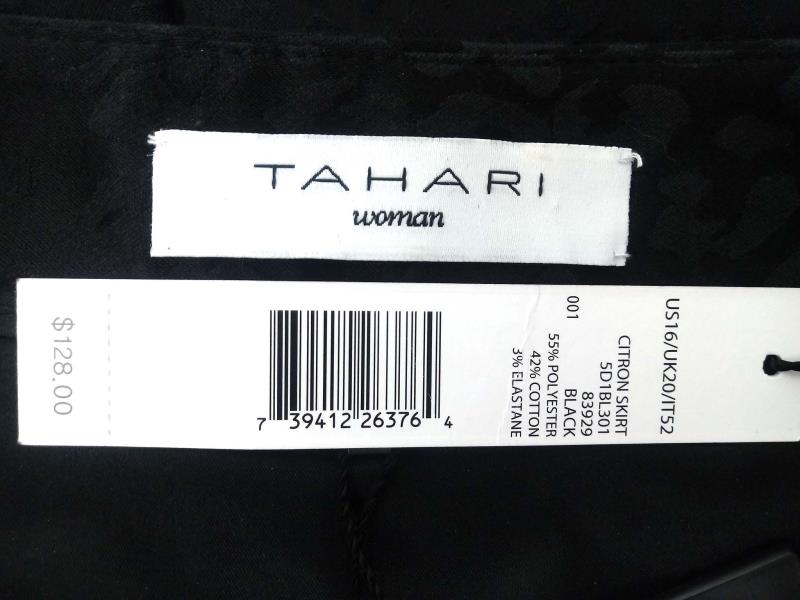 TAHARI
woman
$128.00
7 39412 26376 4
US16/UK20/IT52
CITRON SKIRT
5D1BL301
83929
001 BLACK
55% POLYESTER
42% COTTON
3% ELASTANE